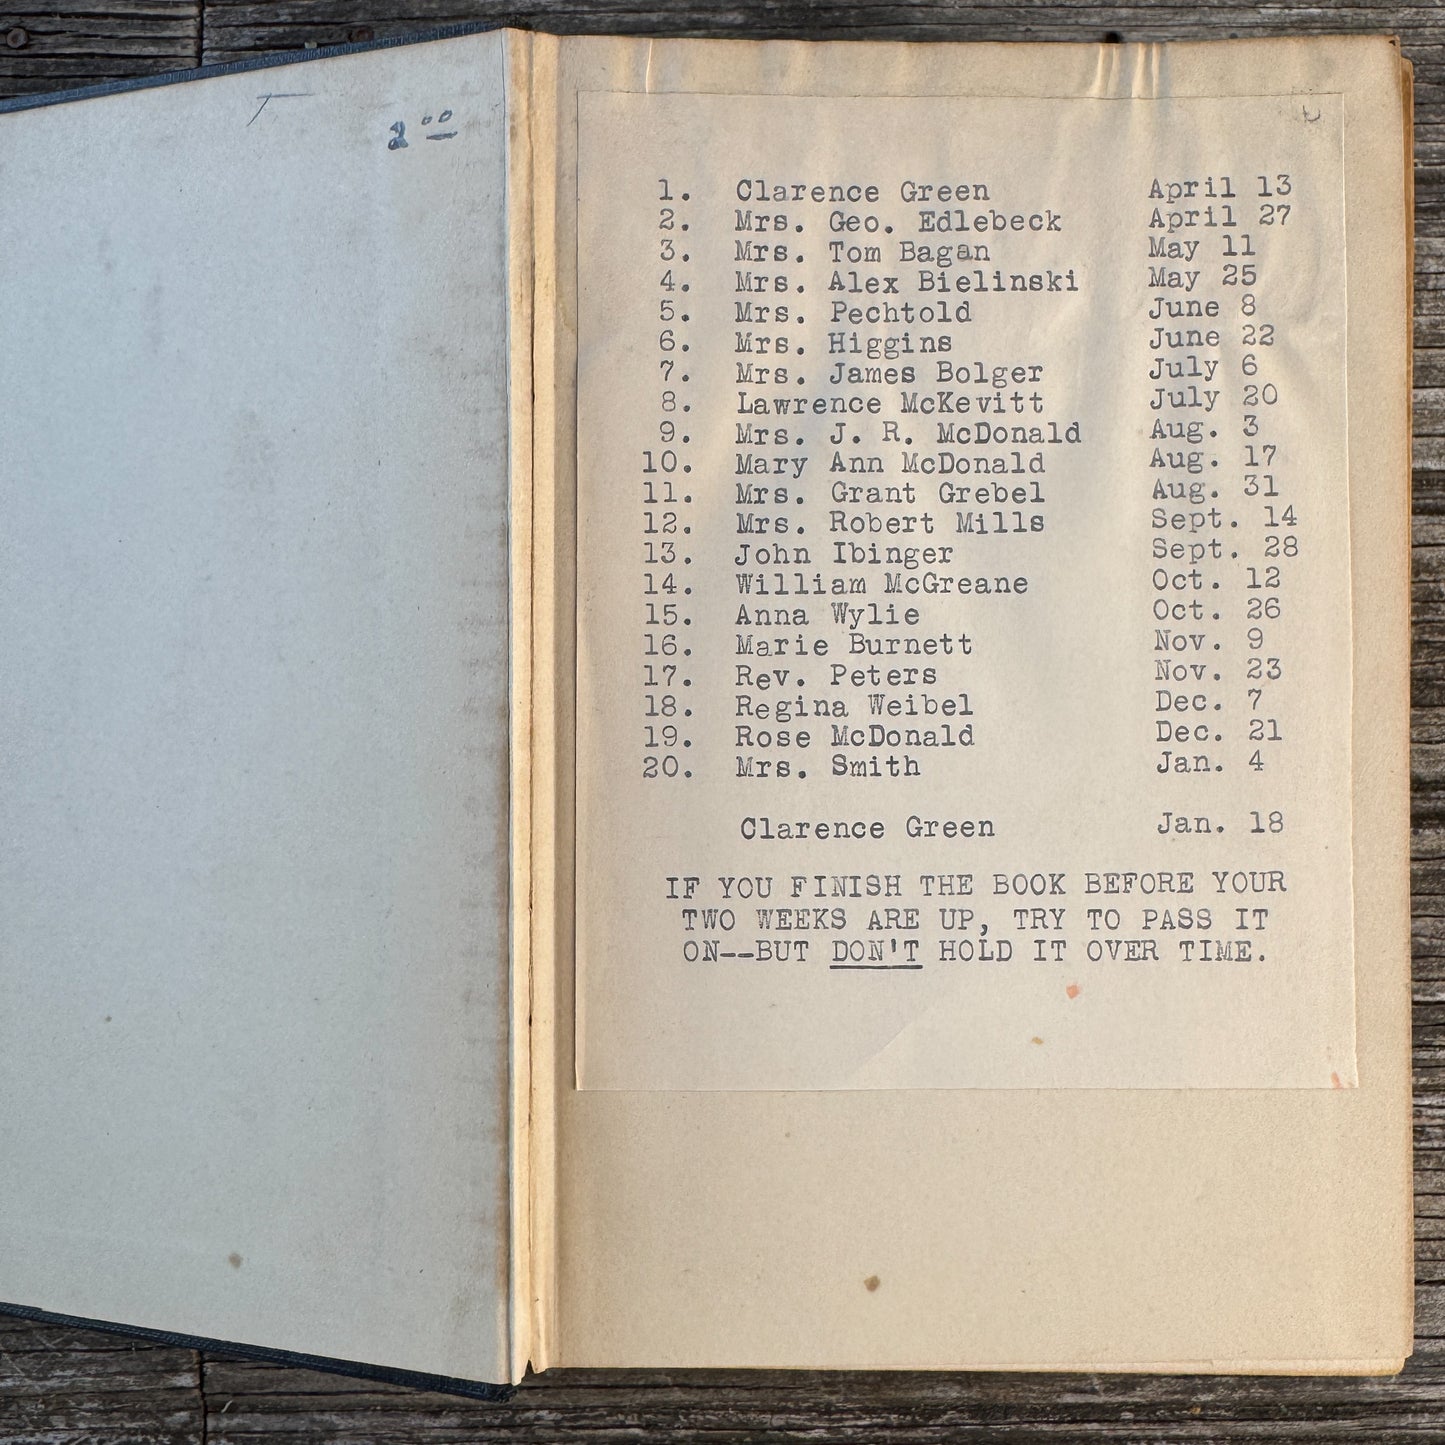 2.00
1. Clarence Green April 13
2. Mrs. Geo. Edlebeck April 27
3. Mrs. Tom Bagan May 11
4. Mrs. Alex Bielinski May 25
5. Mrs. Pechtold June 8
6. Mrs. Higgins June 22
7. Mrs. James Bolger July 6
8. Lawrence McKevitt July 20
9. Mrs. J. R. McDonald Aug. 3
10. Mary Ann McDonald Aug. 17
11. Mrs. Grant Grebel Aug. 31
12. Mrs. Robert Mills Sept. 14
13. John Ibinger Sept. 28
14. William McGreane Oct. 12
15. Anna Wylie Oct. 26
16. Marie Burnett Nov. 9
17. Rev. Peters Nov. 23
18. Regina Weibel Dec. 7
19. Rose McDonald Dec. 21
20. Mrs. Smith Jan. 4
Clarence Green Jan. 18
IF YOU FINISH THE BOOK BEFORE YOUR
TWO WEEKS ARE UP, TRY TO PASS IT
ON--BUT DON'T HOLD IT OVER TIME.